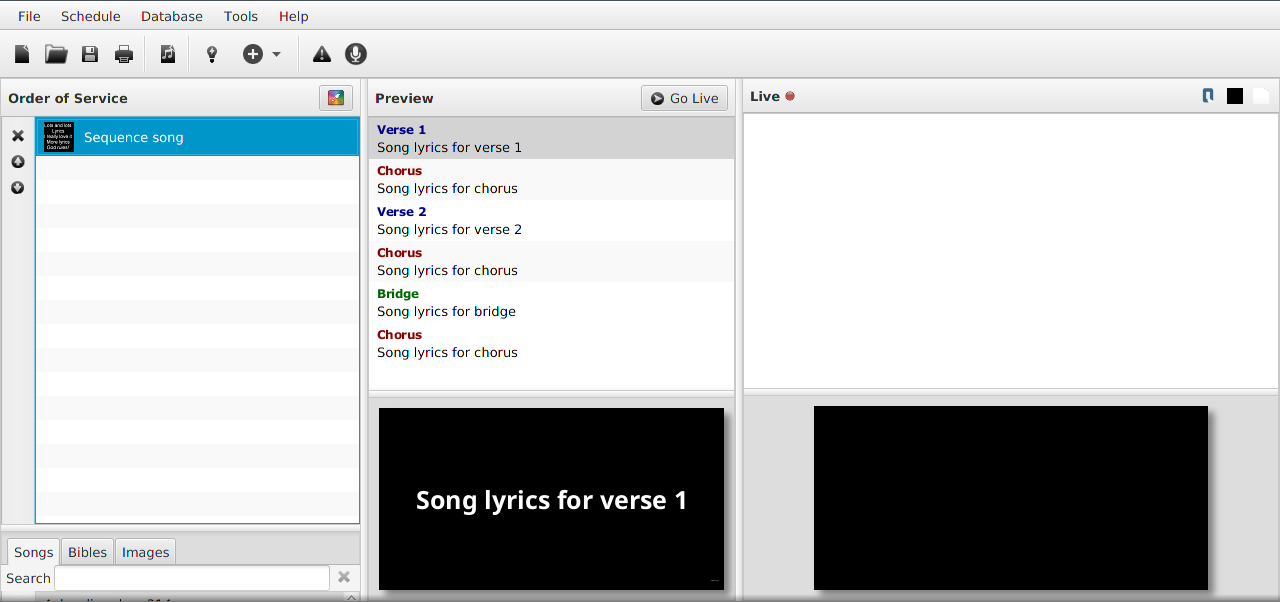 File Schedule Database Tools Help
Order of Service
Preview
Go Live
Live
Lots and lots
Lyrics
I really love it
More lyrics
God rules!
Sequence song
Verse 1
Song lyrics for verse 1
Chorus
Song lyrics for chorus
Verse 2
Song lyrics for verse 2
Chorus
Song lyrics for chorus
Bridge
Song lyrics for bridge
Chorus
Song lyrics for chorus
Song lyrics for verse 1
Songs Bibles Images
Search